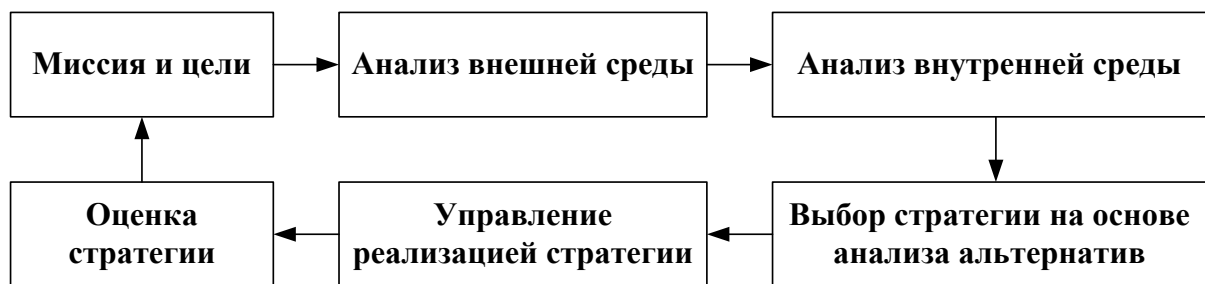 Миссия и цели
Анализ внешней среды
Анализ внутренней среды
Оценка
стратегии
Управление
реализацией стратегии
Выбор стратегии на основе
анализа альтернатив